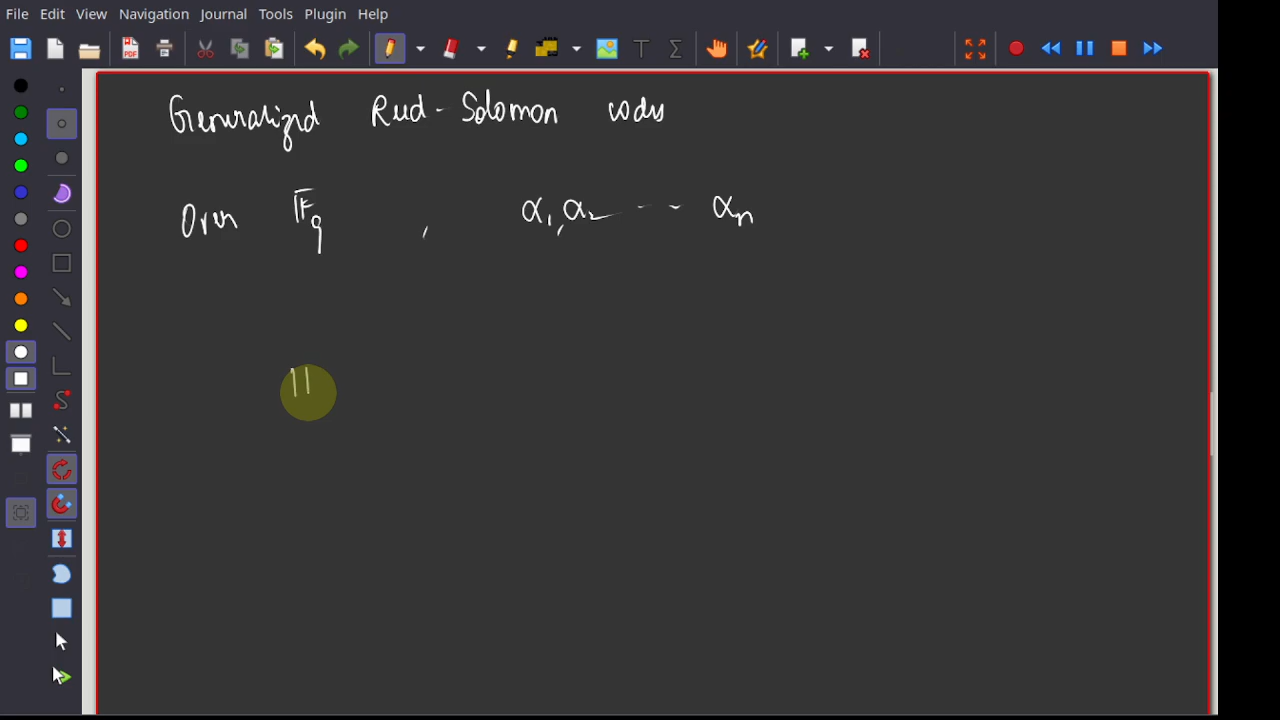 File Edit View Navigation Journal Tools Plugin Help
Generalized Reed-Solomon codes
Over 𝔽q , α₁, α₂ --- αₙ